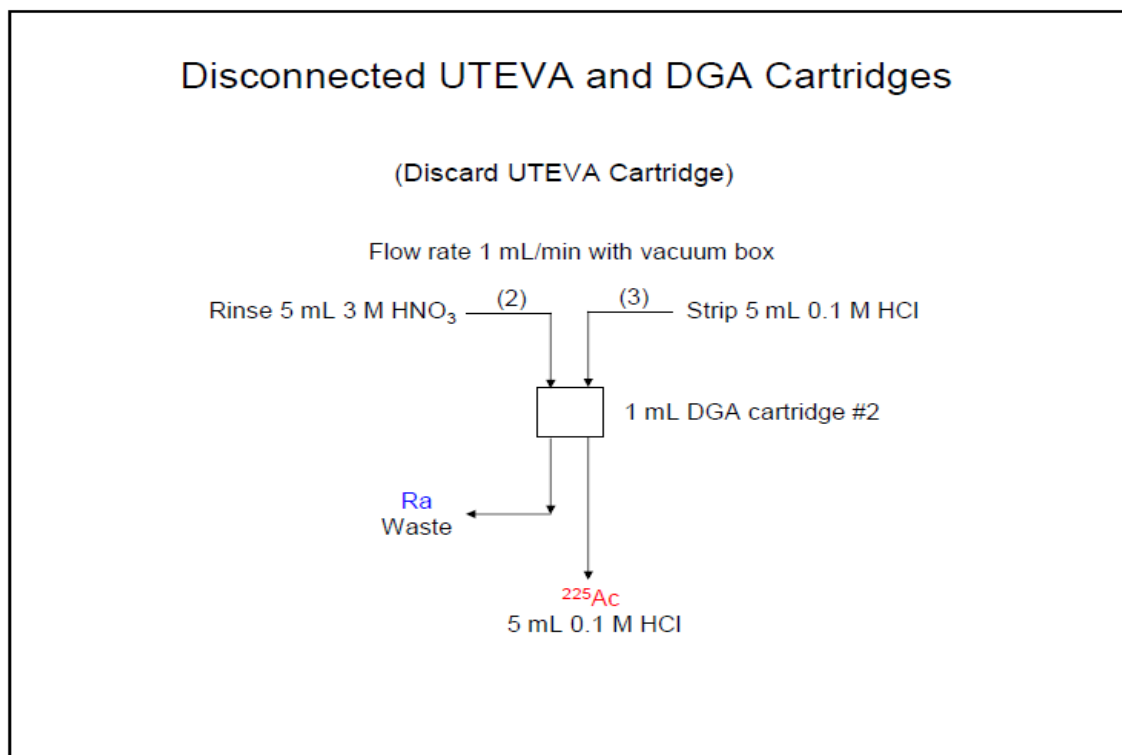 Disconnected UTEVA and DGA Cartridges
(Discard UTEVA Cartridge)
Flow rate 1 mL/min with vacuum box
Rinse 5 mL 3 M HNO₃
(2)
(3)
Strip 5 mL 0.1 M HCl
1 mL DGA cartridge #2
Ra
Waste
²²⁵Ac
5 mL 0.1 M HCl